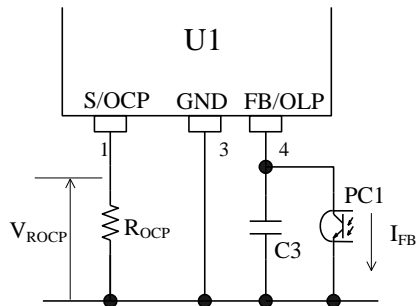 U1
S/OCP GND FB/OLP
1 3 4
VROCP
ROCP
C3
PC1
IFB